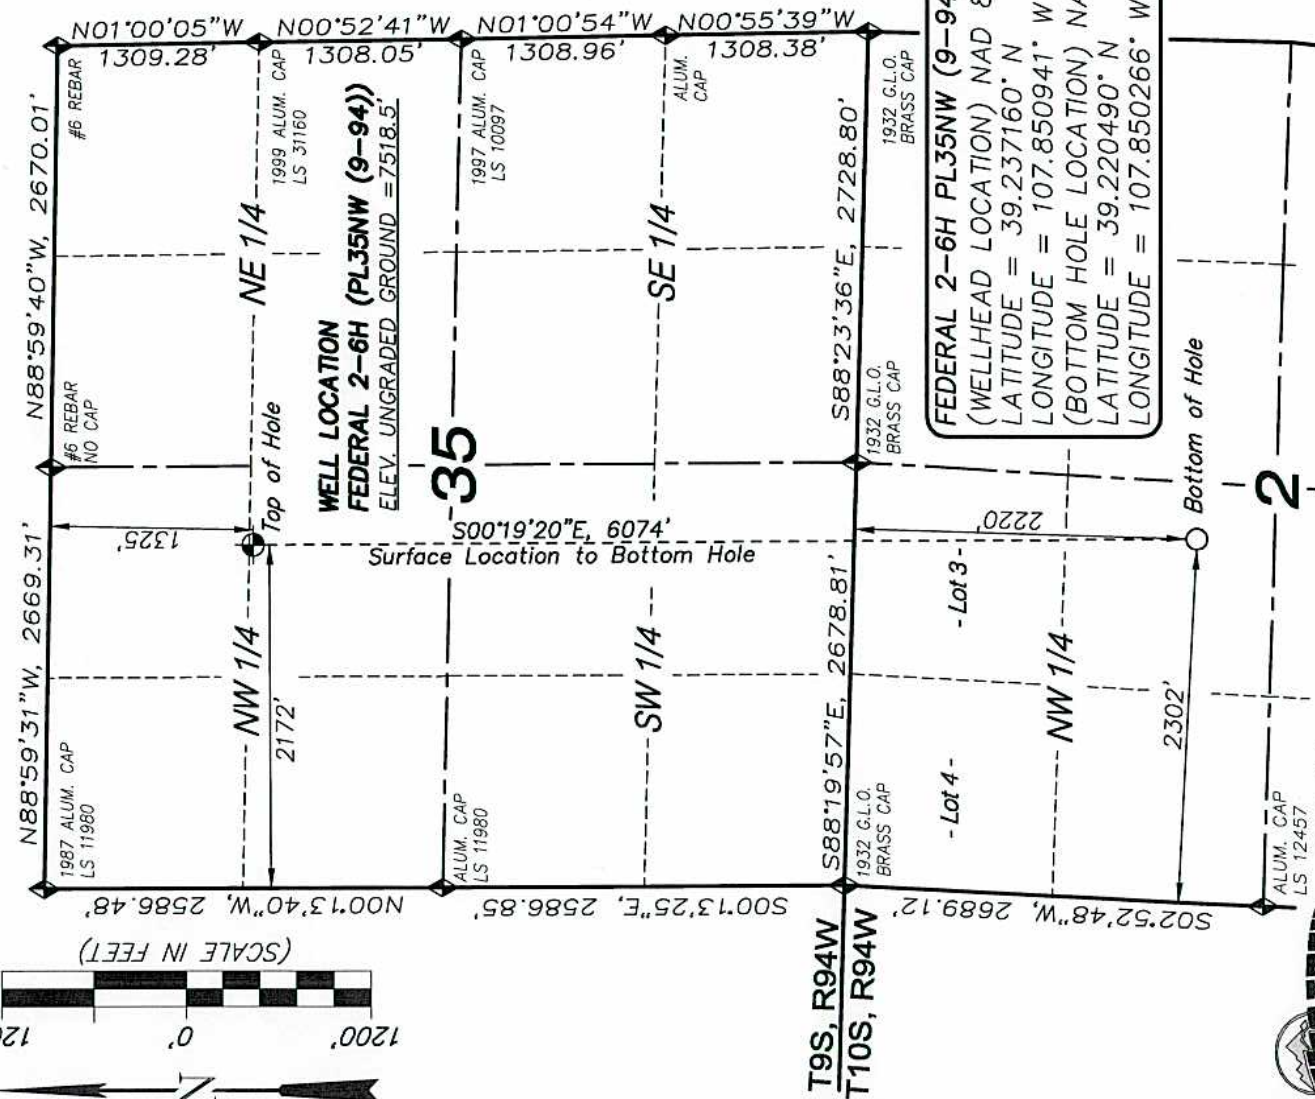 N01°00'05"W
1309.28'
N00°52'41"W
1308.05'
N01°00'54"W
1308.96'
N00°55'39"W
1308.38'
#6 REBAR
1999 ALUM. CAP
LS 31160
1997 ALUM. CAP
LS 10097
ALUM.
CAP
1932 G.L.O.
BRASS CAP
N88°59'40"W, 2670.01'
NE 1/4
SE 1/4
S88°23'36"E, 2728.80'
WELL LOCATION
FEDERAL 2-6H (PL35NW (9-94))
ELEV. UNGRADED GROUND =7518.5'
FEDERAL 2-6H PL35NW (9-94
(WELLHEAD LOCATION) NAD 8
LATITUDE = 39.237160° N
LONGITUDE = 107.850941° W
(BOTTOM HOLE LOCATION) NA
LATITUDE = 39.220490° N
LONGITUDE = 107.850266° W
#6 REBAR
NO CAP
35
1932 G.L.O.
BRASS CAP
Top of Hole
Bottom of Hole
2
1325'
S00°19'20"E, 6074'
Surface Location to Bottom Hole
2220'
N88°59'31"W, 2669.31'
NW 1/4
2172'
SW 1/4
S88°19'57"E, 2678.81'
- Lot 3 -
- Lot 4 -
NW 1/4
2302'
1987 ALUM. CAP
LS 11980
ALUM. CAP
LS 11980
1932 G.L.O.
BRASS CAP
ALUM. CAP
LS 12457
N00°13'40"W, 2586.48'
S00°13'25"E, 2586.85'
S02°52'48"W, 2689.12'
(SCALE IN FEET)
0'
1200'
N
T9S, R94W
T10S, R94W